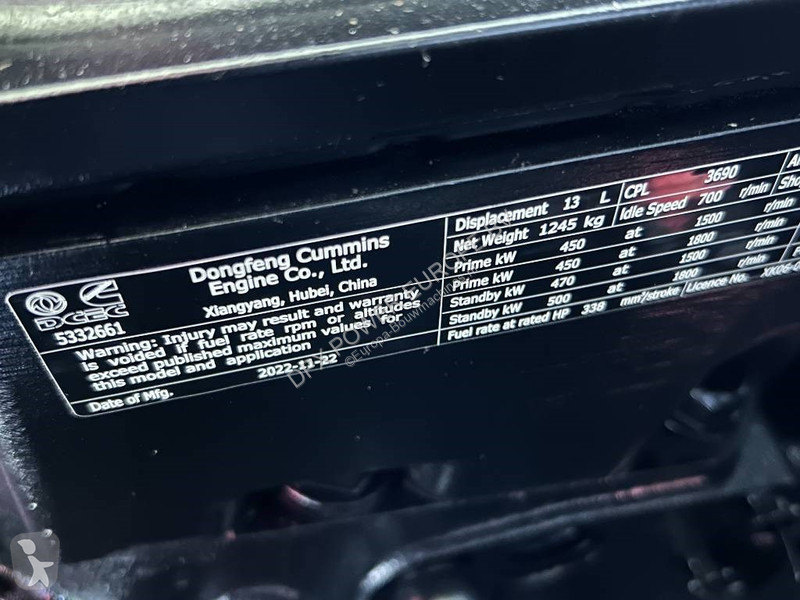 Dongfeng Cummins
Engine Co., Ltd.
Xiangyang, Hubei, China
DCEC
5332661
Warning: Injury may result and warranty
is voided if fuel rate rpm or altitudes
exceed published maximum values for
this model and application
Date of Mfg. 2022-11-22
Displacement 13 L CPL 3690
Net Weight 1245 kg Idle Speed 700 r/min
Prime kW 450 at 1500 r/min
Prime kW 450 at 1800 r/min
Standby kW 470 at 1500 r/min
Standby kW 500 at 1800 r/min
Fuel rate at rated HP 338 mm³/stroke Licence No. XK06-
©Europa-Bouwmachin